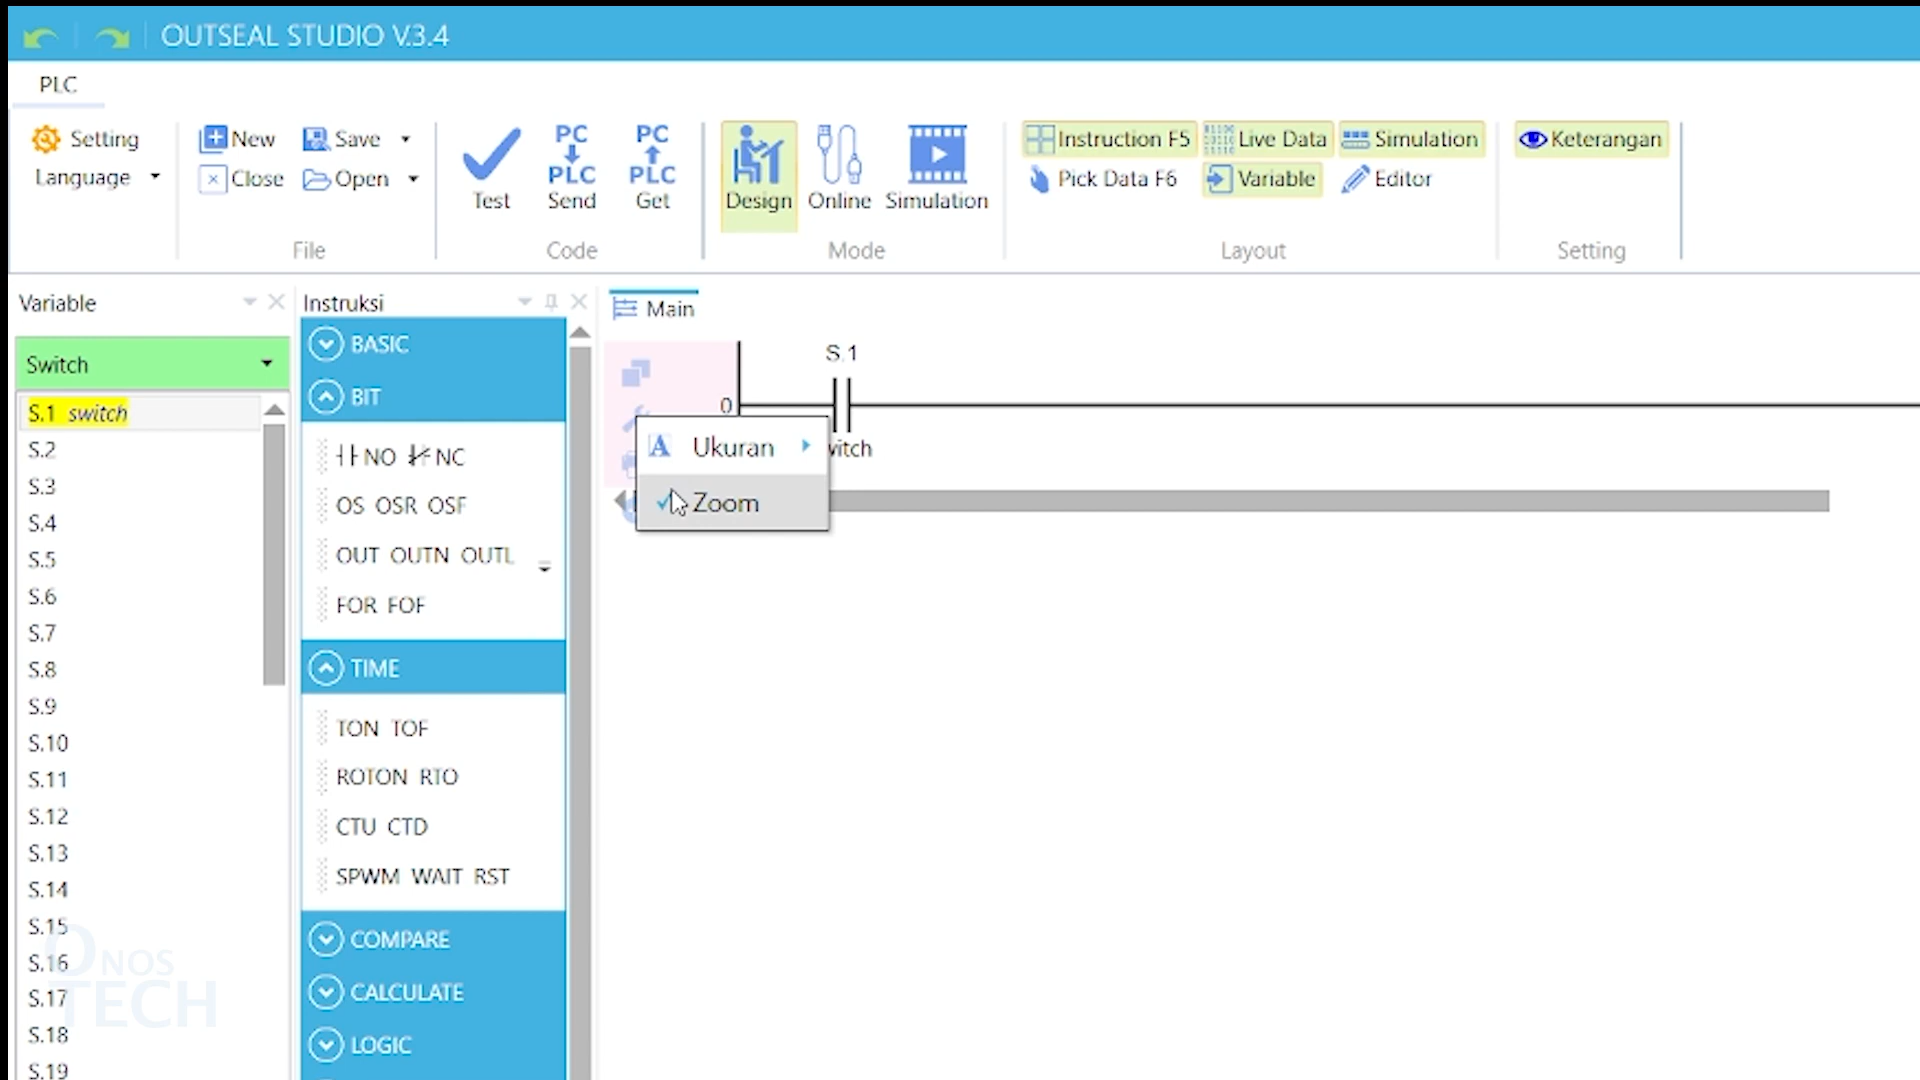 OUTSEAL STUDIO V.3.4
PLC
Setting
Language
New
Save
Close
Open
File
Test
PC
PLC
Send
PC
PLC
Get
Code
Design
Online
Simulation
Mode
Instruction F5
Live Data
Simulation
Pick Data F6
Variable
Editor
Layout
Keterangan
Setting
Variable
Switch
S.1 switch
S.2
S.3
S.4
S.5
S.6
S.7
S.8
S.9
S.10
S.11
S.12
S.13
S.14
S.15
S.16
S.17
S.18
S.19
Instruksi
BASIC
BIT
NO NC
OS OSR OSF
OUT OUTN OUTL
FOR FOF
TIME
TON TOF
ROTON RTO
CTU CTD
SPWM WAIT RST
COMPARE
CALCULATE
LOGIC
Main
S.1
0
witch
A Ukuran
Zoom
ONOS
TECH